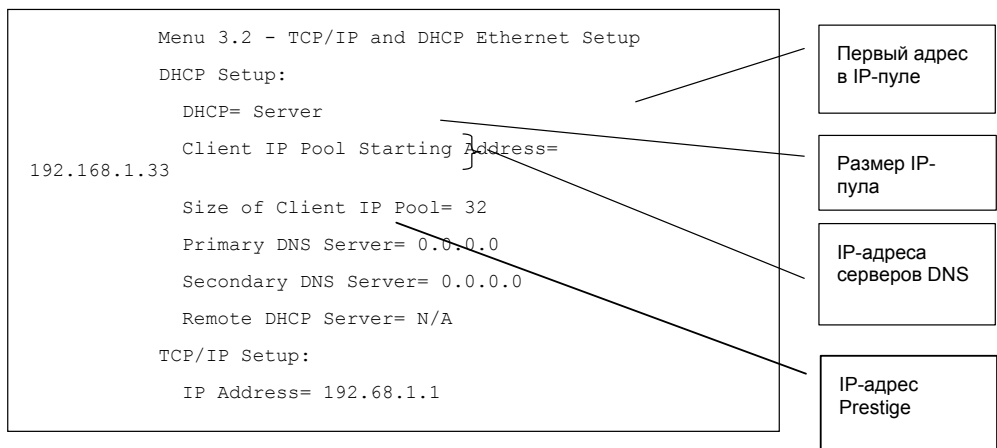 Menu 3.2 - TCP/IP and DHCP Ethernet Setup
DHCP Setup:
DHCP= Server
Client IP Pool Starting Address=
192.168.1.33
Size of Client IP Pool= 32
Primary DNS Server= 0.0.0.0
Secondary DNS Server= 0.0.0.0
Remote DHCP Server= N/A
TCP/IP Setup:
IP Address= 192.68.1.1
Первый адрес
в IP-пуле
Размер IP-
пула
IP-адреса
серверов DNS
IP-адрес
Prestige